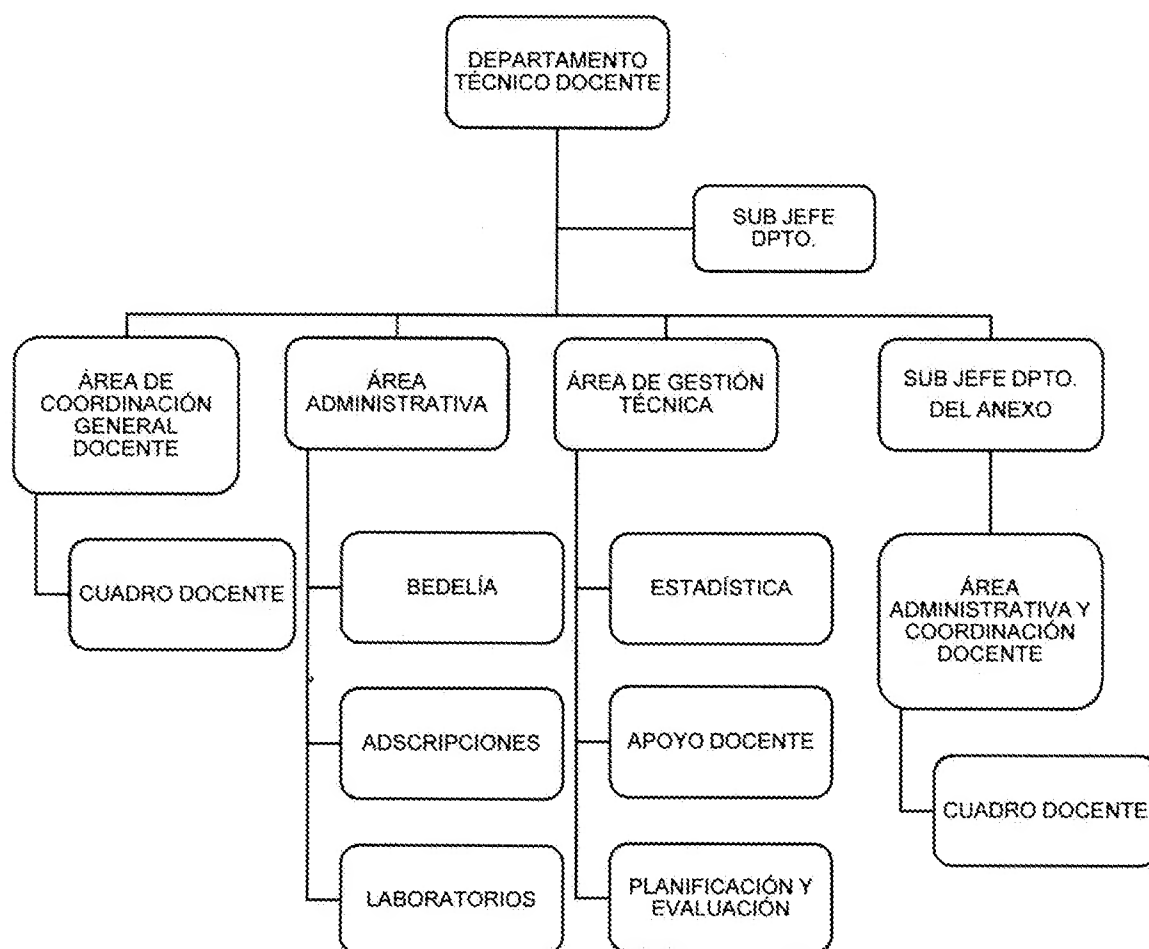 DEPARTAMENTO
TÉCNICO DOCENTE
SUB JEFE
DPTO.
ÁREA DE
COORDINACIÓN
GENERAL
DOCENTE
ÁREA
ADMINISTRATIVA
ÁREA DE GESTIÓN
TÉCNICA
SUB JEFE DPTO.
DEL ANEXO
CUADRO DOCENTE
BEDELÍA
ESTADÍSTICA
ÁREA
ADMINISTRATIVA Y
COORDINACIÓN
DOCENTE
ADSCRIPCIONES
APOYO DOCENTE
CUADRO DOCENTE
LABORATORIOS
PLANIFICACIÓN Y
EVALUACIÓN